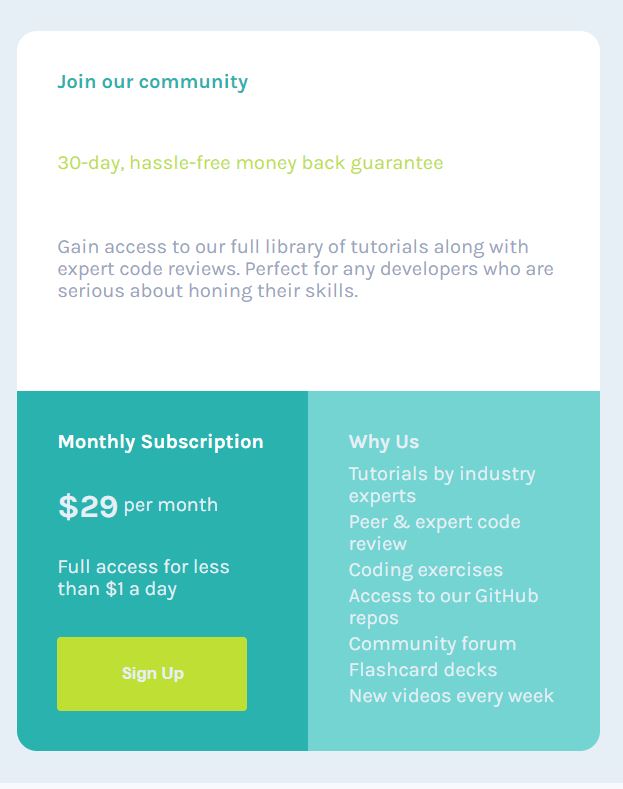 Join our community
30-day, hassle-free money back guarantee
Gain access to our full library of tutorials along with
expert code reviews. Perfect for any developers who are
serious about honing their skills.
Monthly Subscription
$29 per month
Full access for less
than $1 a day
Sign Up
Why Us
Tutorials by industry
experts
Peer & expert code
review
Coding exercises
Access to our GitHub
repos
Community forum
Flashcard decks
New videos every week